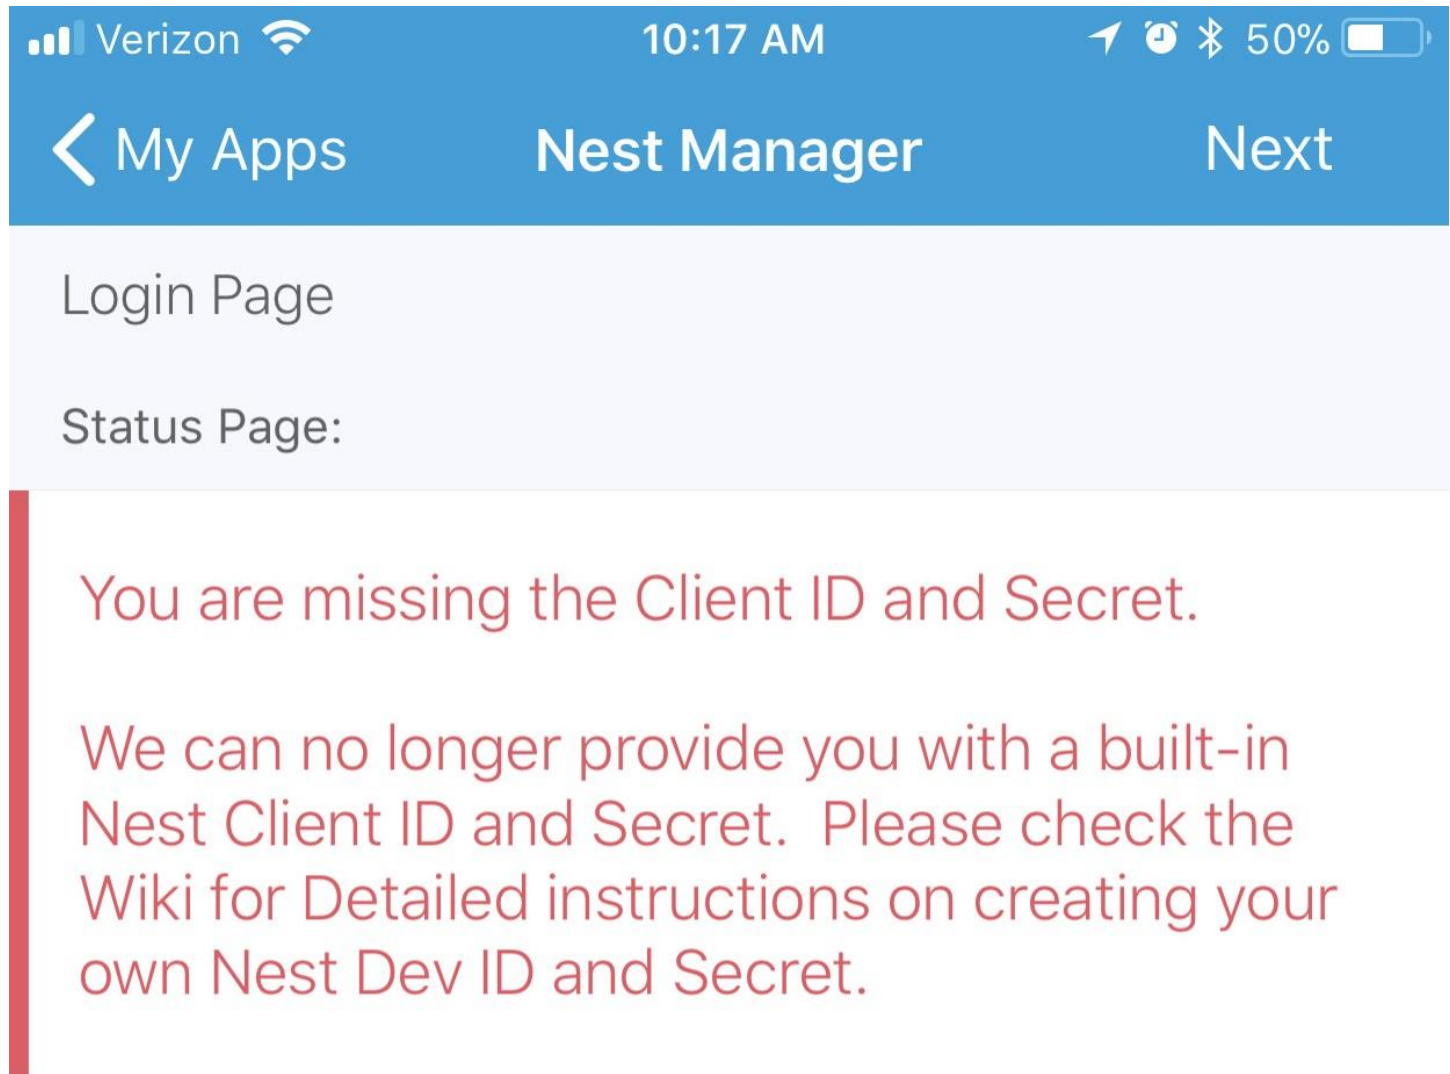 Verizon 10:17 AM 50%
My Apps Nest Manager Next
Login Page
Status Page:
You are missing the Client ID and Secret.
We can no longer provide you with a built-in
Nest Client ID and Secret.  Please check the
Wiki for Detailed instructions on creating your
own Nest Dev ID and Secret.